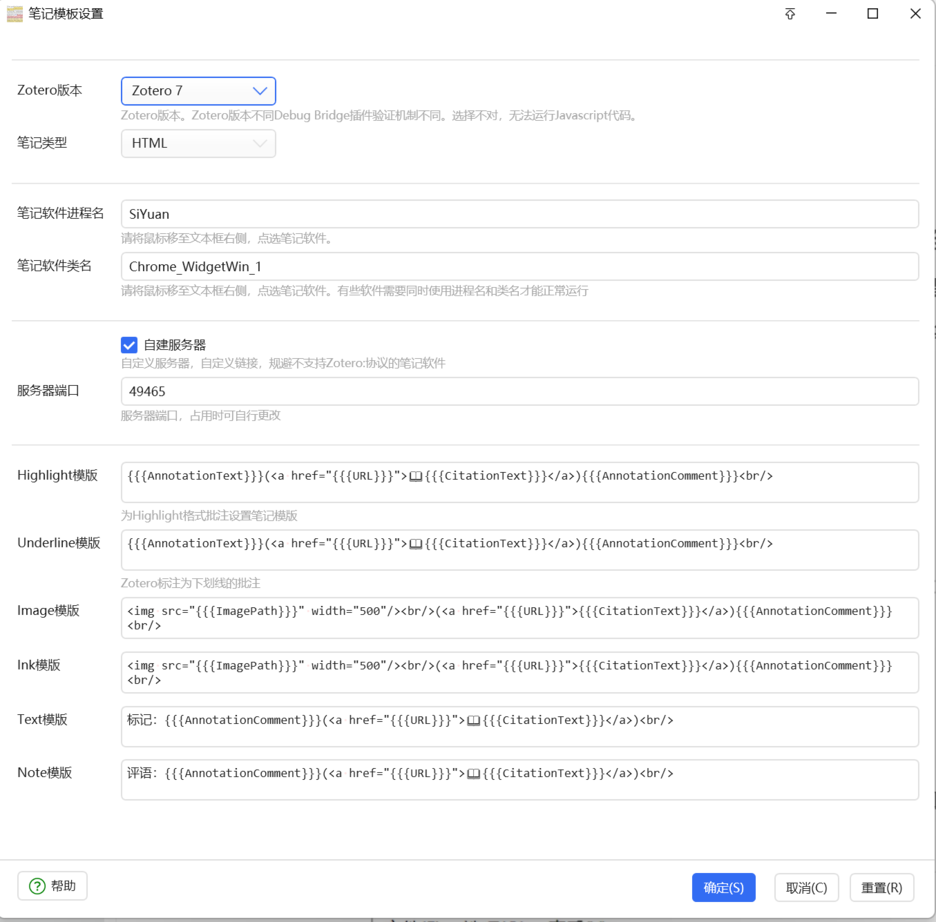 笔记模板设置
Zotero版本
Zotero 7
Zotero版本。Zotero版本不同Debug Bridge插件验证机制不同。选择不对，无法运行Javascript代码。
笔记类型
HTML
笔记软件进程名
SiYuan
请将鼠标移至文本框右侧，点选笔记软件。
笔记软件类名
Chrome_WidgetWin_1
请将鼠标移至文本框右侧，点选笔记软件。有些软件需要同时使用进程名和类名才能正常运行
自建服务器
自定义服务器，自定义链接，规避不支持Zotero:协议的笔记软件
服务器端口
49465
服务器端口，占用时可自行更改
Highlight模版
{{{AnnotationText}}}(<a href="{{{URL}}}">🕮{{{CitationText}}}</a>){{{AnnotationComment}}}<br/>
为Highlight格式批注设置笔记模版
Underline模版
{{{AnnotationText}}}(<a href="{{{URL}}}">🕮{{{CitationText}}}</a>){{{AnnotationComment}}}<br/>
Zotero标注为下划线的批注
Image模版
<img src="{{{ImagePath}}}" width="500"/><br/>(<a href="{{{URL}}}">{{{CitationText}}}</a>){{{AnnotationComment}}}
<br/>
Ink模版
<img src="{{{ImagePath}}}" width="500"/><br/>(<a href="{{{URL}}}">{{{CitationText}}}</a>){{{AnnotationComment}}}
<br/>
Text模版
标记：{{{AnnotationComment}}}(<a href="{{{URL}}}">🕮{{{CitationText}}}</a>)<br/>
Note模版
评语：{{{AnnotationComment}}}(<a href="{{{URL}}}">🕮{{{CitationText}}}</a>)<br/>
帮助
确定(S)
取消(C)
重置(R)